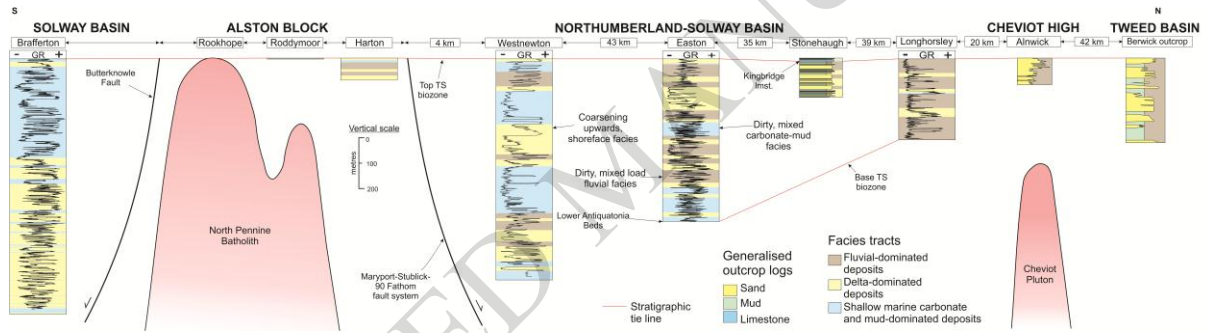 S
N
SOLWAY BASIN
ALSTON BLOCK
NORTHUMBERLAND-SOLWAY BASIN
CHEVIOT HIGH
TWEED BASIN
Brafferton
Rookhope
Roddymoor
Harton
4 km
Westnewton
43 km
Easton
35 km
Stonehaugh
39 km
Longhorsley
20 km
Alnwick
42 km
Berwick outcrop
- GR +
- GR +
- GR +
- GR +
Butterknowle
Fault
Top TS
biozone
Kingbridge
lmst.
Vertical scale
0
100
200
metres
Coarsening
upwards,
shoreface facies
Dirty, mixed
carbonate-mud
facies
Dirty, mixed load
fluvial facies
Base TS
biozone
Lower Antiquatonia
Beds
North Pennine
Batholith
Maryport-Stublick-
90 Fathom
fault system
Cheviot
Pluton
Stratigraphic
tie line
Generalised
outcrop logs
Sand
Mud
Limestone
Facies tracts
Fluvial-dominated
deposits
Delta-dominated
deposits
Shallow marine carbonate
and mud-dominated deposits